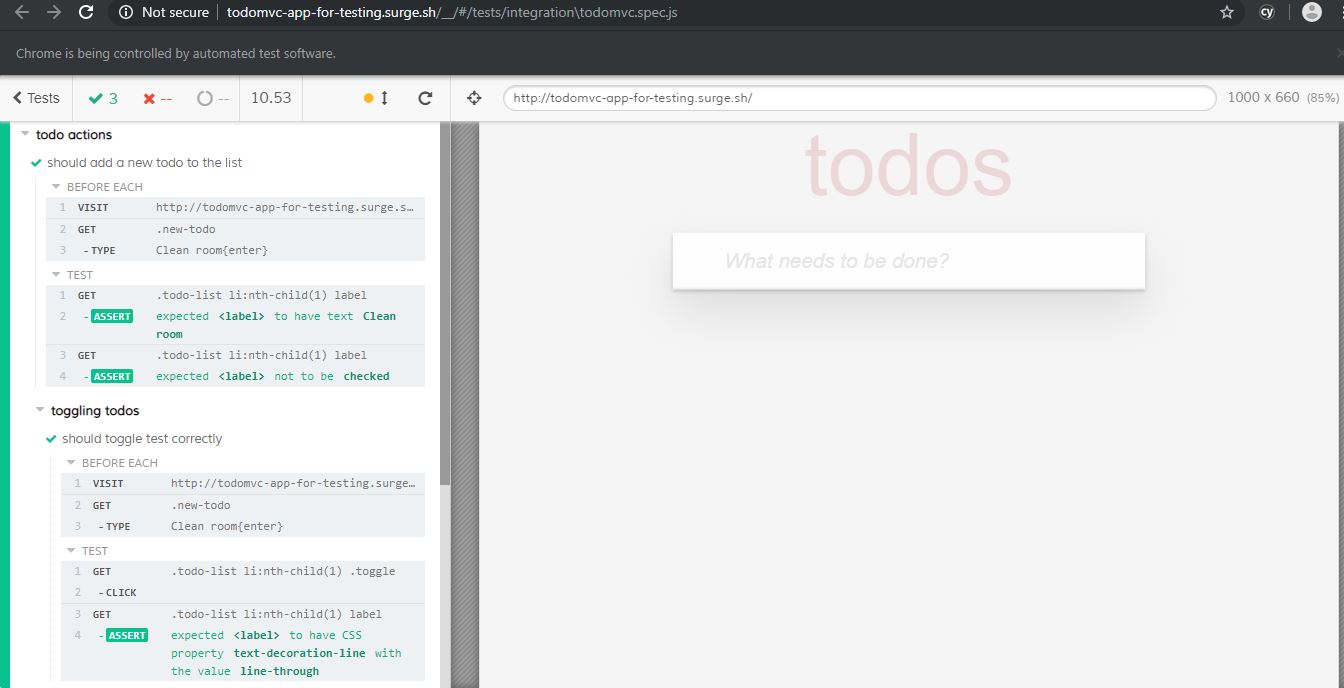 Not secure | todomvc-app-for-testing.surge.sh/__/#/tests/integration\todomvc.spec.js
cy
Chrome is being controlled by automated test software.
Tests 3 -- -- 10.53 http://todomvc-app-for-testing.surge.sh/ 1000 x 660 (85%)
todo actions
should add a new todo to the list
BEFORE EACH
1 VISIT http://todomvc-app-for-testing.surge.s…
2 GET .new-todo
3 -TYPE Clean room{enter}
TEST
1 GET .todo-list li:nth-child(1) label
2 -ASSERT expected <label> to have text Clean
room
3 GET .todo-list li:nth-child(1) label
4 -ASSERT expected <label> not to be checked
toggling todos
should toggle test correctly
BEFORE EACH
1 VISIT http://todomvc-app-for-testing.surge…
2 GET .new-todo
3 -TYPE Clean room{enter}
TEST
1 GET .todo-list li:nth-child(1) .toggle
2 -CLICK
3 GET .todo-list li:nth-child(1) label
4 -ASSERT expected <label> to have CSS
property text-decoration-line with
the value line-through
todos
What needs to be done?